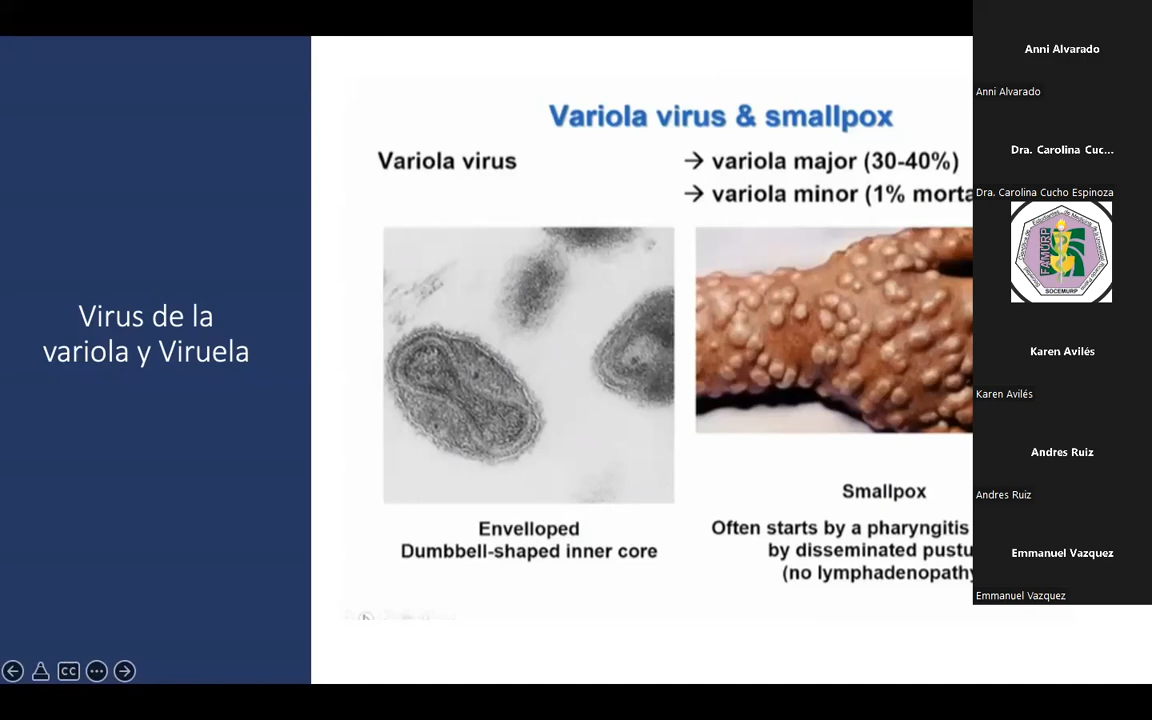 Virus de la
variola y Viruela
Variola virus & smallpox
Variola virus
→ variola major (30-40%)
→ variola minor (1% morta
Envelloped
Dumbbell-shaped inner core
Smallpox
Often starts by a pharyngitis
by disseminated pustu
(no lymphadenopathy
CC
Anni Alvarado
Anni Alvarado
Dra. Carolina Cuc...
Dra. Carolina Cucho Espinoza
FAMURP
SOCEMURP
Karen Avilés
Karen Avilés
Andres Ruiz
Andres Ruiz
Emmanuel Vazquez
Emmanuel Vazquez